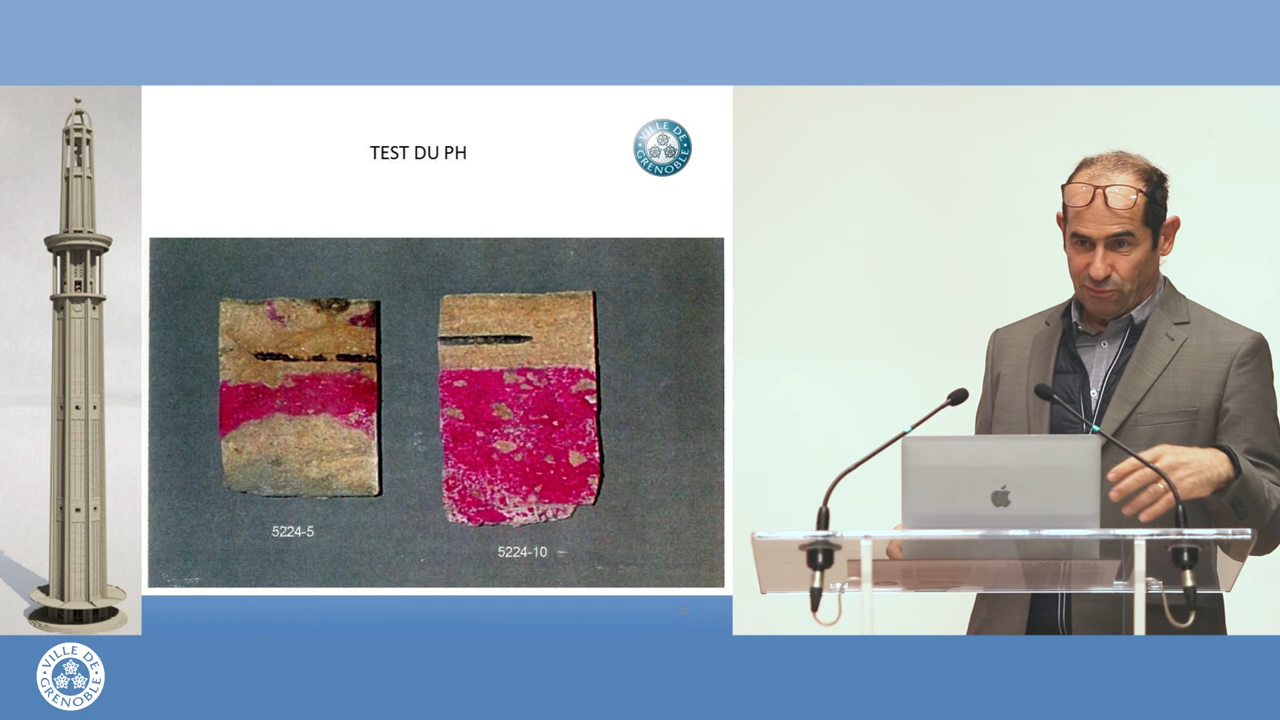 TEST DU PH
VILLE DE
GRENOBLE
5224-5
5224-10
VILLE DE
GRENOBLE